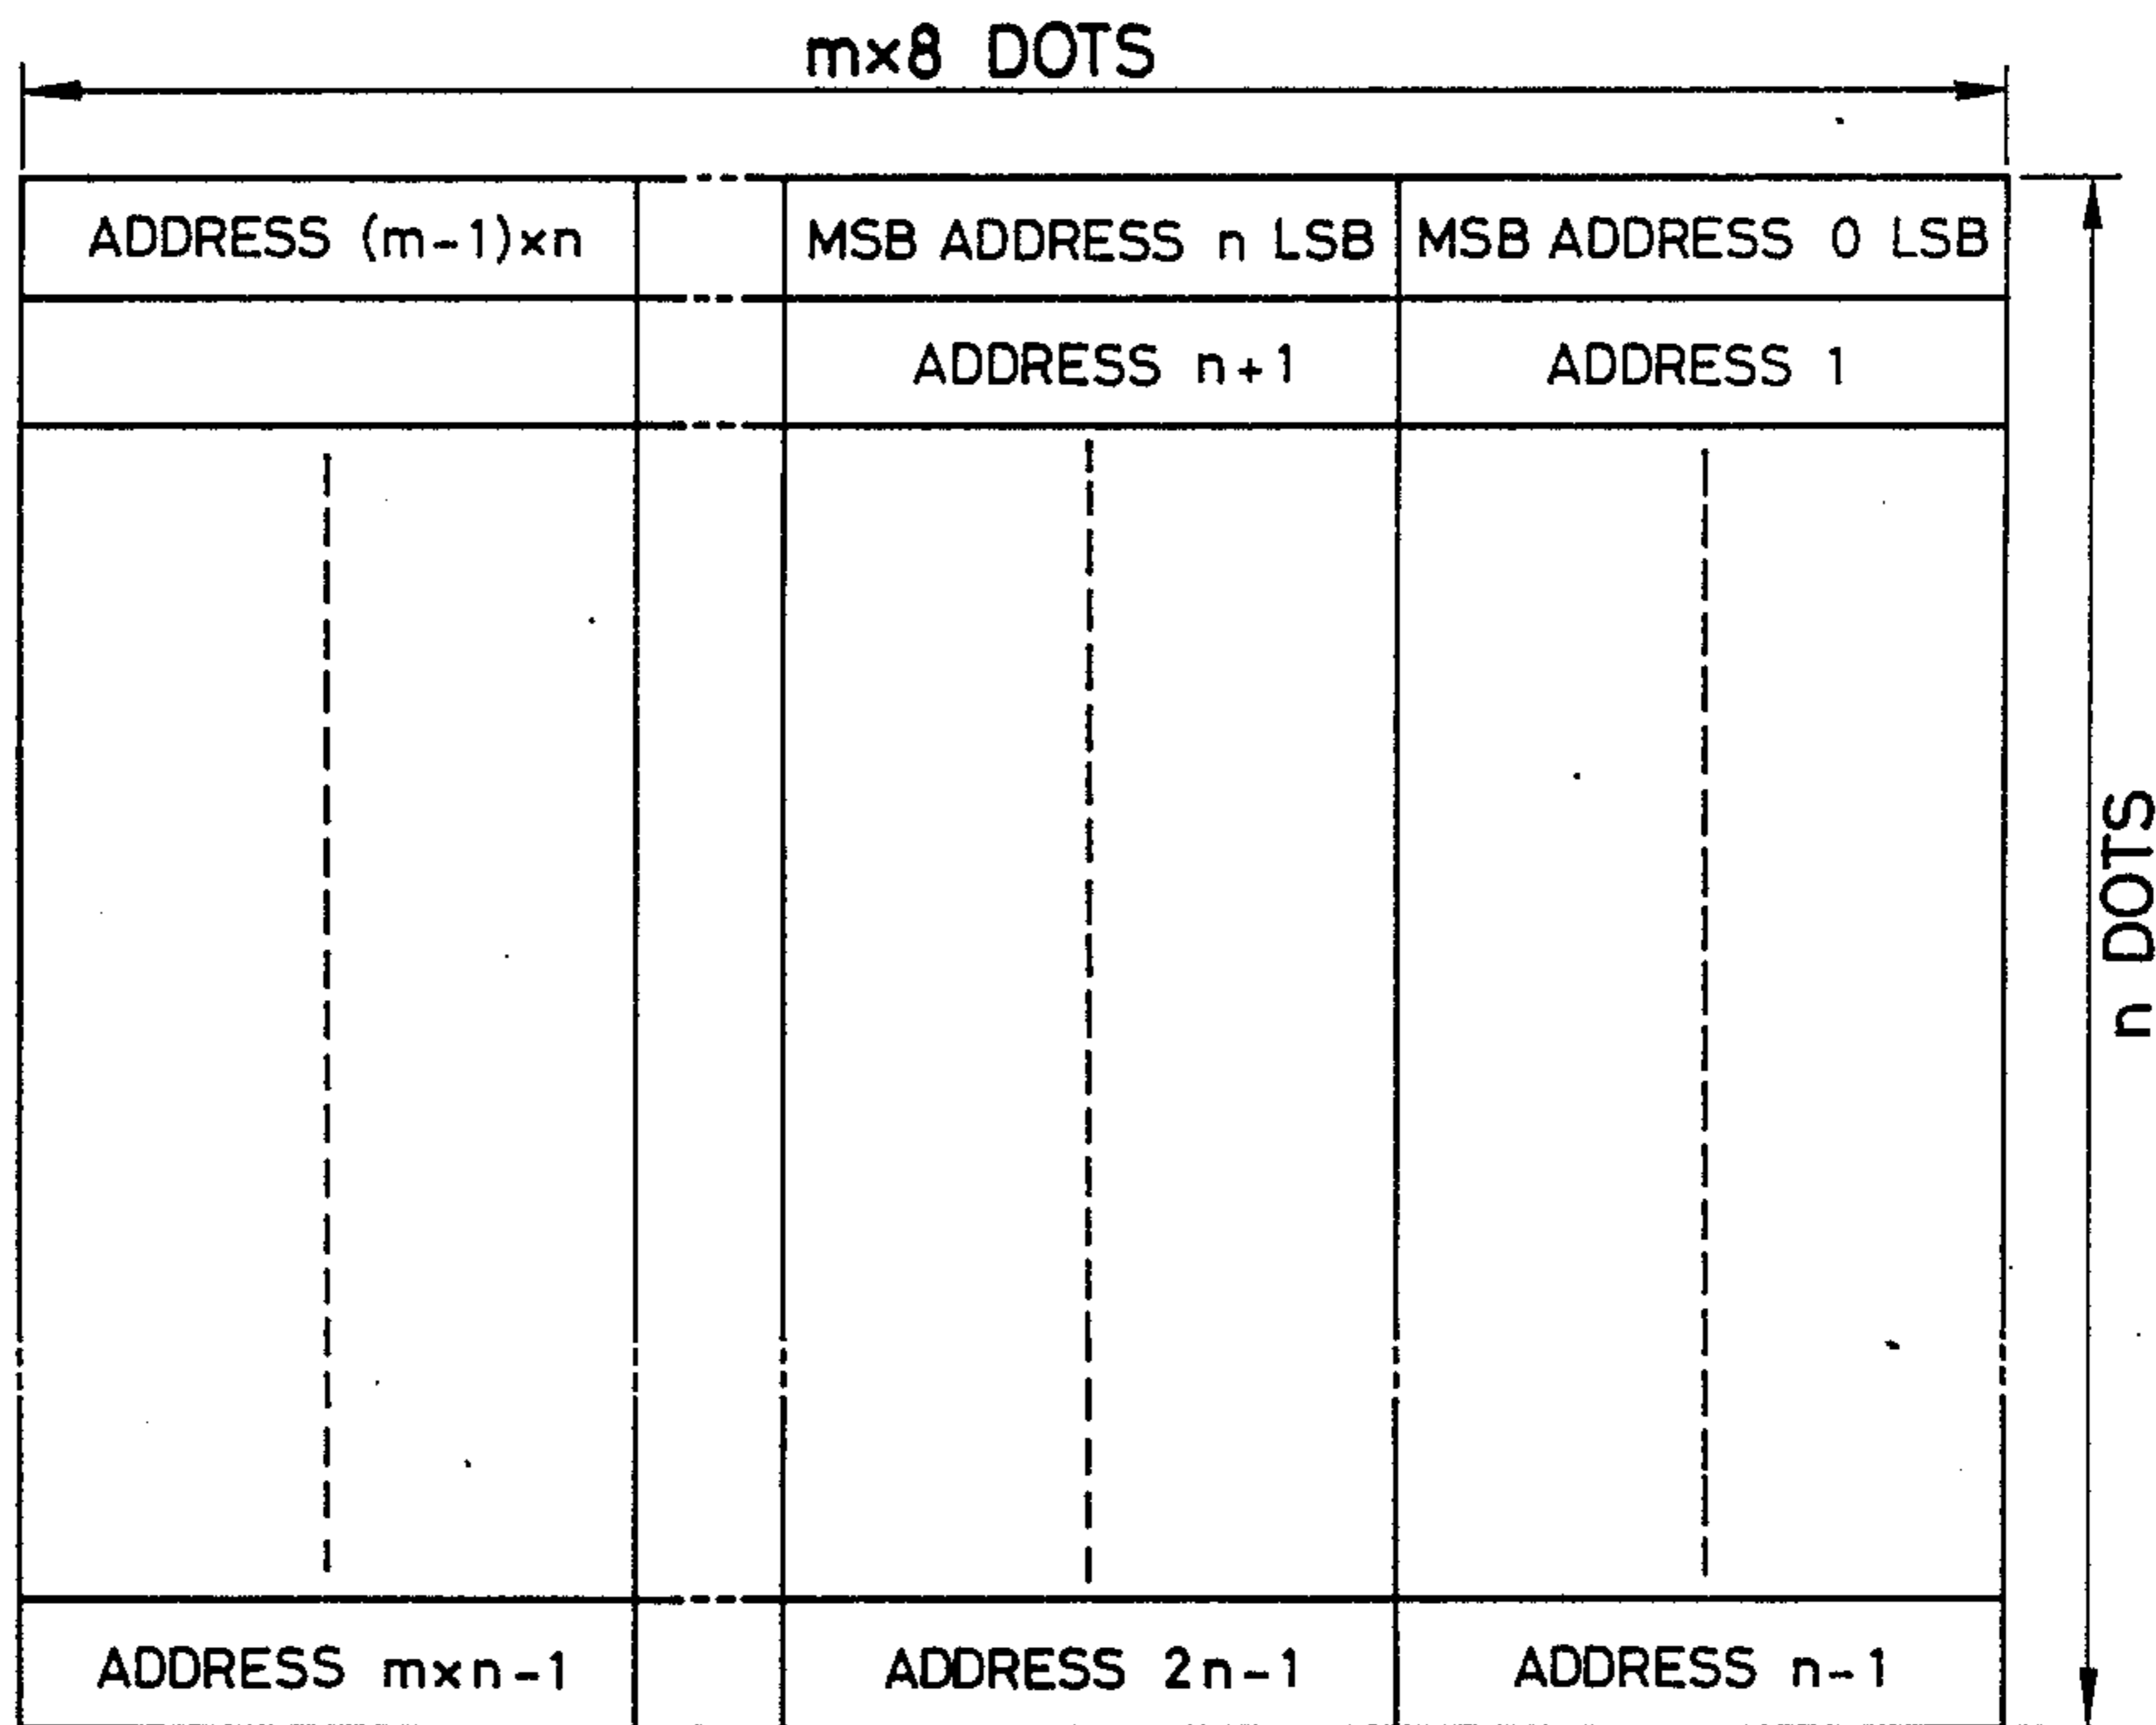 m×8 DOTS
ADDRESS (m-1)×n
MSB ADDRESS n LSB
MSB ADDRESS 0 LSB
ADDRESS n+1
ADDRESS 1
n DOTS
ADDRESS m×n-1
ADDRESS 2n-1
ADDRESS n-1